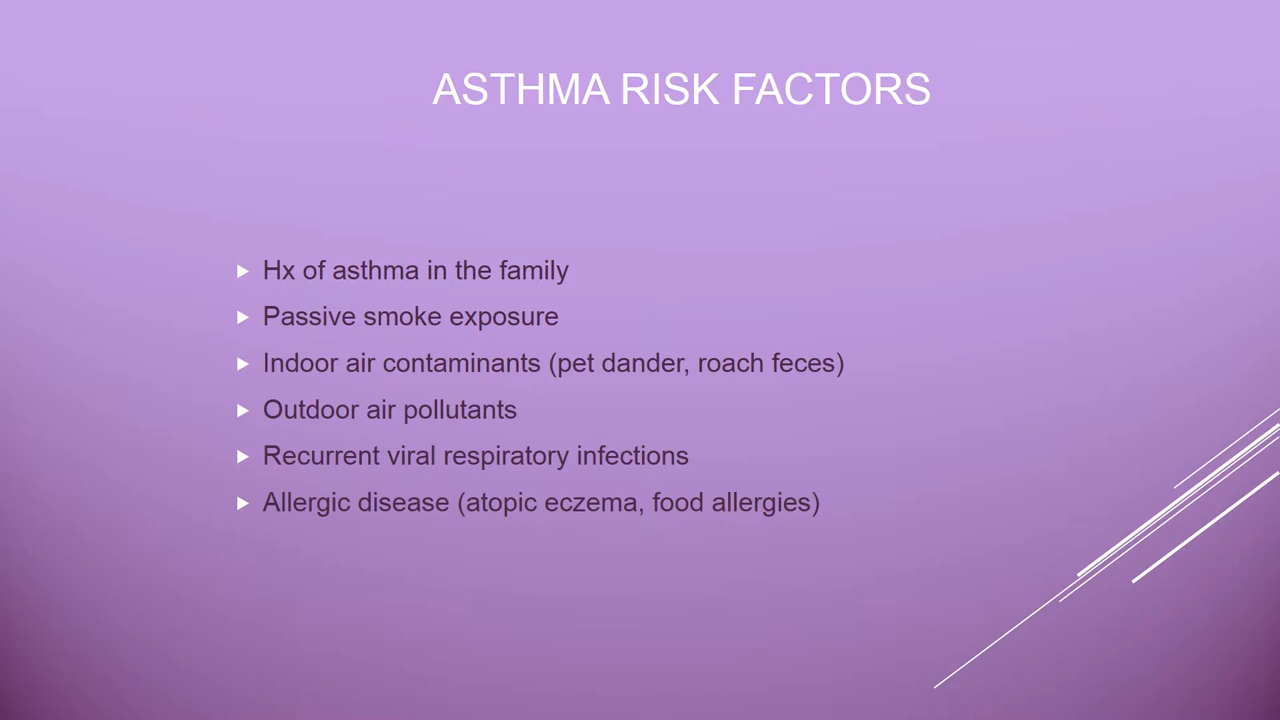 ASTHMA RISK FACTORS
Hx of asthma in the family
Passive smoke exposure
Indoor air contaminants (pet dander, roach feces)
Outdoor air pollutants
Recurrent viral respiratory infections
Allergic disease (atopic eczema, food allergies)